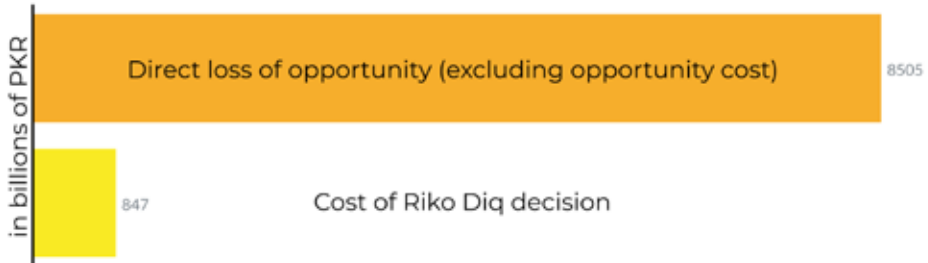 in billions of PKR
Direct loss of opportunity (excluding opportunity cost)
8505
847
Cost of Riko Diq decision